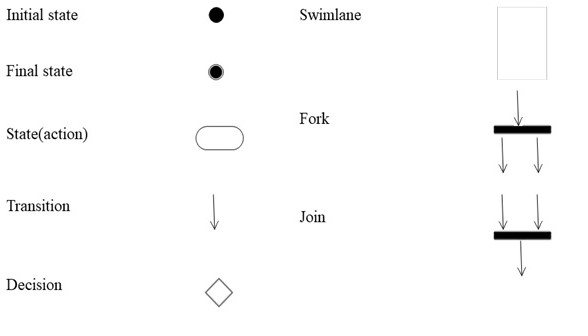 Initial state
Final state
State(action)
Transition
Decision
Swimlane
Fork
Join